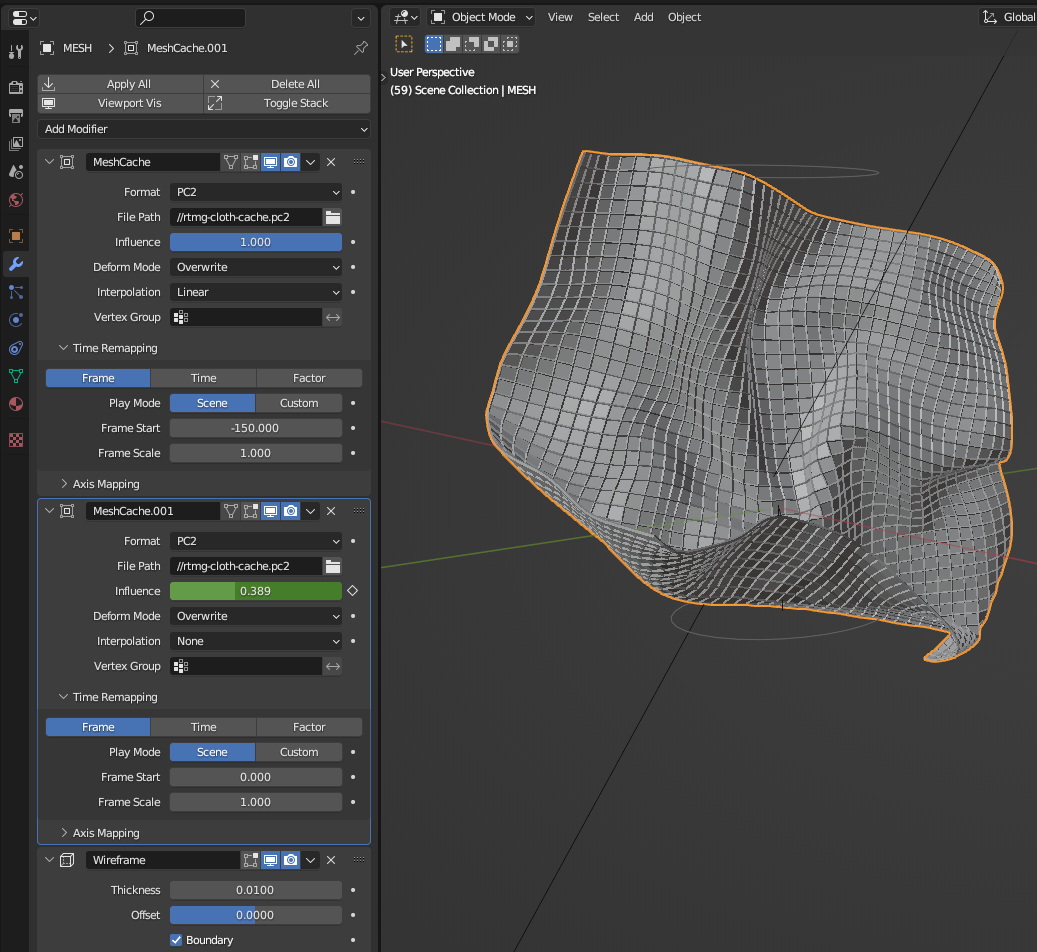 Object Mode
View
Select
Add
Object
Global
MESH
MeshCache.001
Apply All
Delete All
Viewport Vis
Toggle Stack
Add Modifier
MeshCache
Format PC2
File Path //rtmg-cloth-cache.pc2
Influence 1.000
Deform Mode Overwrite
Interpolation Linear
Vertex Group
Time Remapping
Frame Time Factor
Play Mode Scene Custom
Frame Start -150.000
Frame Scale 1.000
Axis Mapping
MeshCache.001
Format PC2
File Path //rtmg-cloth-cache.pc2
Influence 0.389
Deform Mode Overwrite
Interpolation None
Vertex Group
Time Remapping
Frame Time Factor
Play Mode Scene Custom
Frame Start 0.000
Frame Scale 1.000
Axis Mapping
Wireframe
Thickness 0.0100
Offset 0.0000
Boundary
User Perspective
(59) Scene Collection | MESH